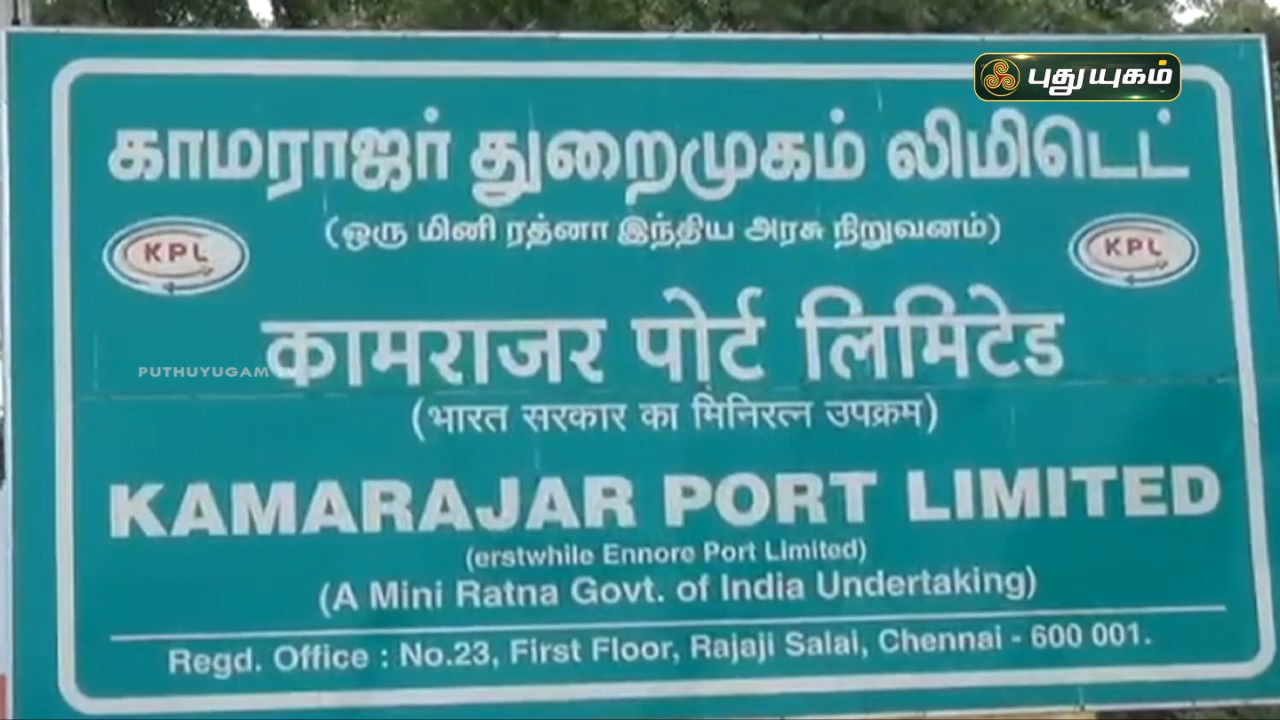 புதுயுகம்
காமராஜர் துறைமுகம் லிமிடெட்
(ஒரு மினி ரத்னா இந்திய அரசு நிறுவனம்)
KPL
KPL
कामराजर पोर्ट लिमिटेड
PUTHUYUGAM TV
(भारत सरकार का मिनिरत्न उपक्रम)
KAMARAJAR PORT LIMITED
(erstwhile Ennore Port Limited)
(A Mini Ratna Govt. of India Undertaking)
Regd. Office : No.23, First Floor, Rajaji Salai, Chennai - 600 001.